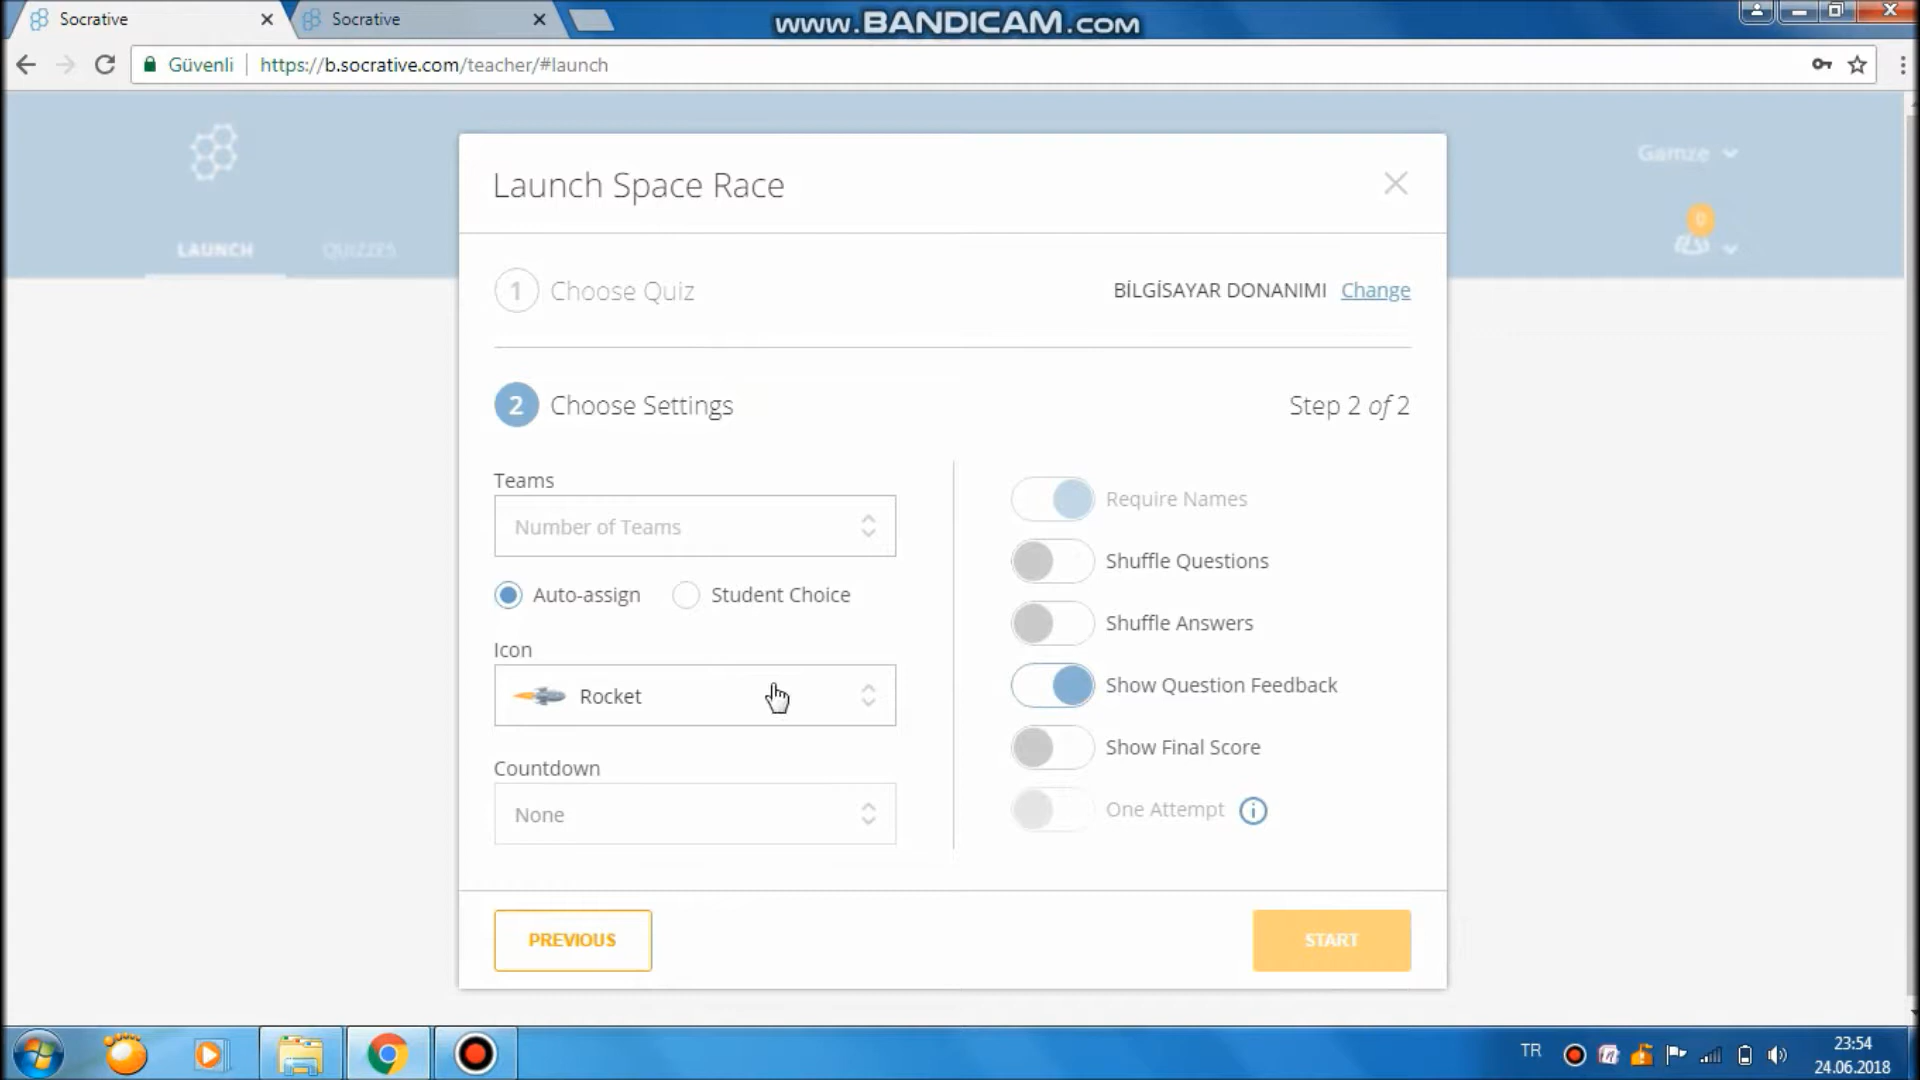 Socrative
Socrative
www.BANDICAM.com
Güvenli
https://b.socrative.com/teacher/#launch
Gamze
0
LAUNCH
QUIZZES
Launch Space Race
1 Choose Quiz
BİLGİSAYAR DONANIMI Change
2 Choose Settings
Step 2 of 2
Teams
Number of Teams
Auto-assign
Student Choice
Icon
Rocket
Countdown
None
Require Names
Shuffle Questions
Shuffle Answers
Show Question Feedback
Show Final Score
One Attempt
PREVIOUS
START
TR
23:54
24.06.2018